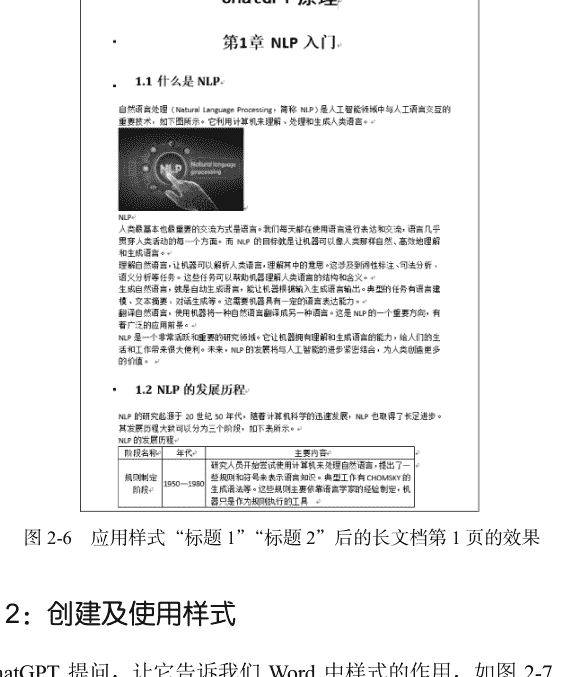 ChatGPT 原理
第1章 NLP 入门
1.1 什么是 NLP
自然语言处理（Natural Language Processing，简称 NLP）是人工智能领域中与人工语言交互的
重要技术，如下图所示。它利用计算机来理解、处理和生成人类语言。
NLP
Natural language
processing
NLP
人类最基本也最重要的交流方式是语言。我们每天都在使用语言进行表达和交流，语言几乎
贯穿人类活动的每一个方面。而 NLP 的目标就是让机器可以像人类那样自然、高效地理解
和生成语言。
理解自然语言，让机器可以解析人类语言，理解其中的意思。这涉及到词性标注、句法分析、
语义分析等任务。这些任务可以帮助机器理解人类语言的结构和含义。
生成自然语言，就是自动生成语言，能让机器根据输入生成语言输出。典型的任务有语言建
模、文本摘要、对话生成等。这需要机器具有一定的语言表达能力。
翻译自然语言，使用机器将一种自然语言翻译成另一种语言。这是 NLP 的一个重要方向，有
着广泛的应用前景。
NLP 是一个非常活跃和重要的研究领域。它让机器拥有理解和生成语言的能力，给人们的生
活和工作带来很大便利。未来，NLP 的发展将与人工智能的进步紧密结合，为人类创造更多
的价值。
1.2 NLP 的发展历程
NLP 的研究起源于 20 世纪 50 年代，随着计算机科学的迅速发展，NLP 也取得了长足进步。
其发展历程大致可以分为三个阶段，如下表所示。
NLP 的发展历程
阶段名称 年代 主要内容
规则制定阶段 1950—1980 研究人员开始尝试使用计算机来处理自然语言，提出了一
些规则和符号来表示语言知识。典型工作有 CHOMSKY 的
生成语法等。这些规则主要依靠语言学家的经验制定，机
器只是作为规则执行的工具
图 2-6 应用样式“标题 1”“标题 2”后的长文档第 1 页的效果
2：创建及使用样式
hatGPT 提问，让它告诉我们 Word 中样式的作用，如图 2-7